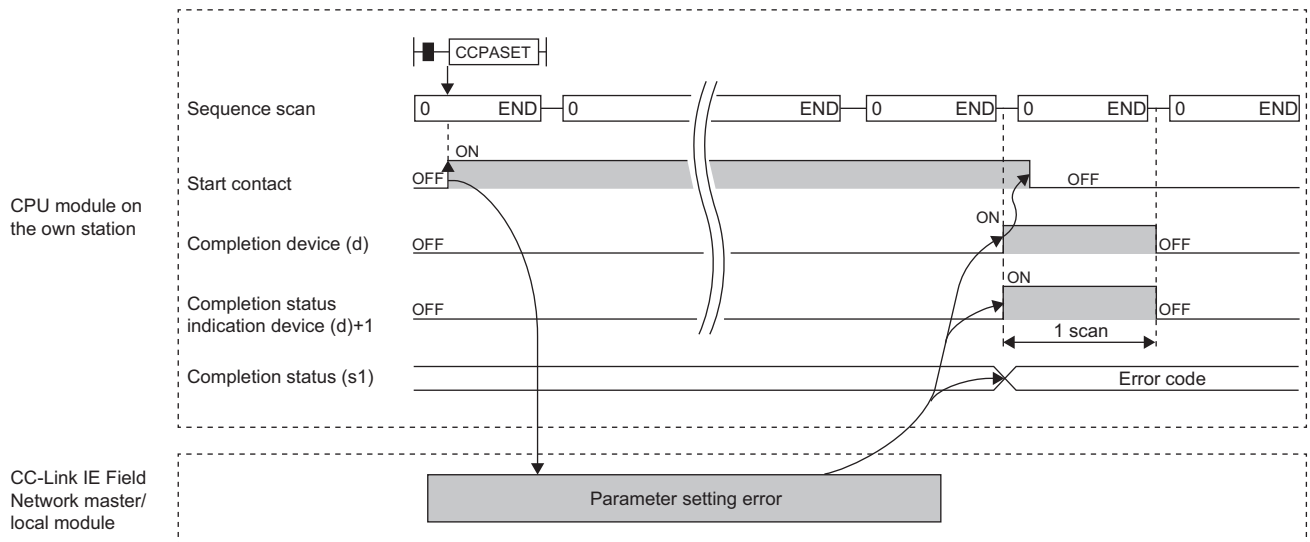 CCPASET
Sequence scan
0 END 0 END 0 END 0 END 0 END
ON
Start contact
OFF
OFF
CPU module on
the own station
ON
Completion device (d)
OFF
OFF
ON
Completion status
indication device (d)+1
OFF
OFF
1 scan
Completion status (s1)
Error code
CC-Link IE Field
Network master/
local module
Parameter setting error